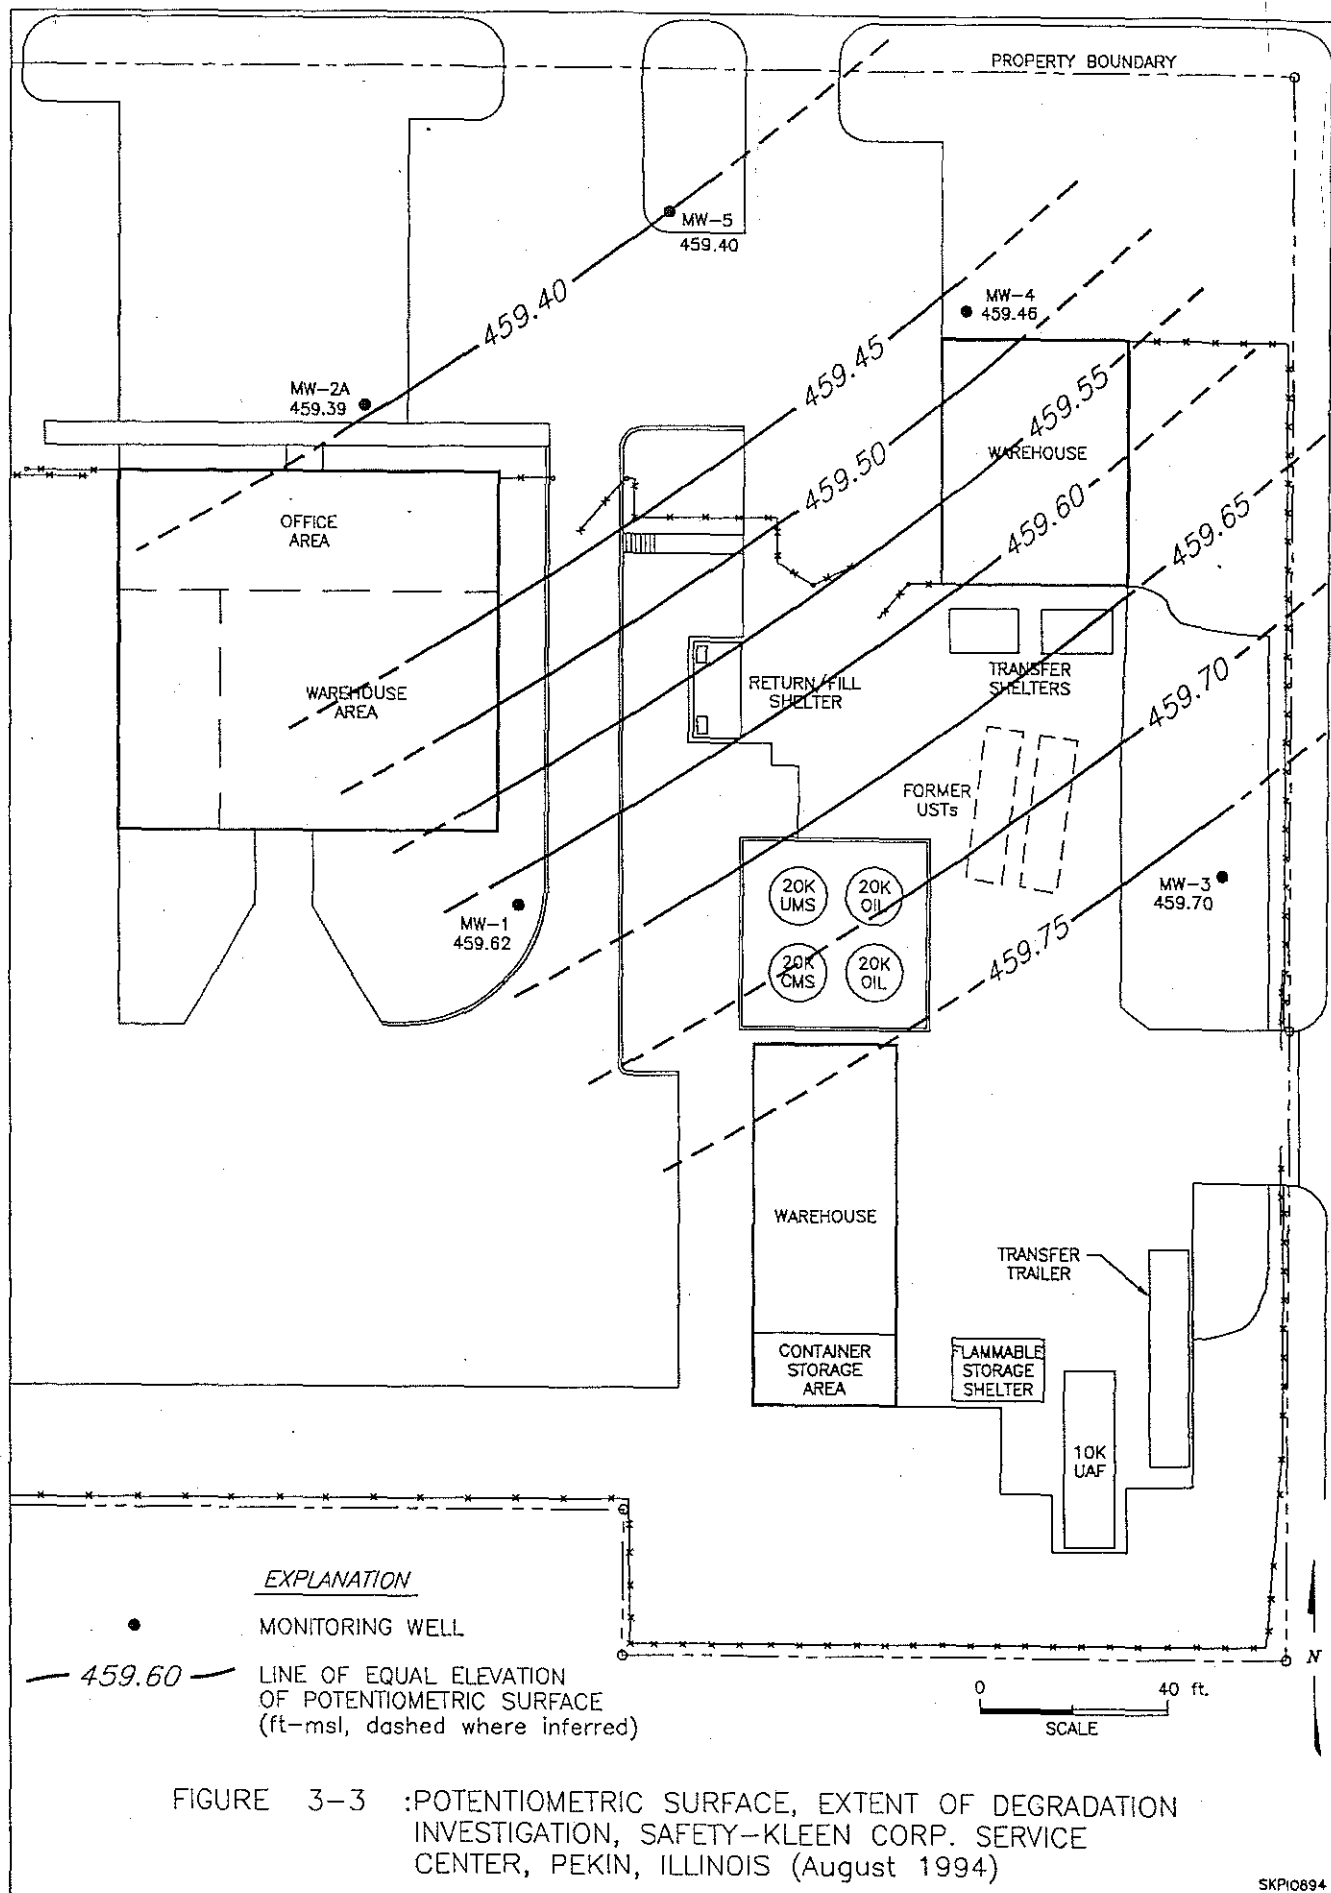 PROPERTY BOUNDARY
MW-5
459.40
459.40
MW-4
459.46
459.45
MW-2A
459.39
459.55
459.50
WAREHOUSE
459.60
459.65
OFFICE
AREA
WAREHOUSE
AREA
RETURN/FILL
SHELTER
TRANSFER
SHELTERS
459.70
FORMER
USTs
MW-3
459.70
20K
UMS
20K
OIL
MW-1
459.62
459.75
20K
CMS
20K
OIL
WAREHOUSE
TRANSFER
TRAILER
CONTAINER
STORAGE
AREA
FLAMMABLE
STORAGE
SHELTER
10K
UAF
EXPLANATION
MONITORING WELL
459.60
LINE OF EQUAL ELEVATION
OF POTENTIOMETRIC SURFACE
(ft-msl, dashed where inferred)
N
0 40 ft.
SCALE
FIGURE 3-3 :POTENTIOMETRIC SURFACE, EXTENT OF DEGRADATION
INVESTIGATION, SAFETY-KLEEN CORP. SERVICE
CENTER, PEKIN, ILLINOIS (August 1994)
SKPI0894